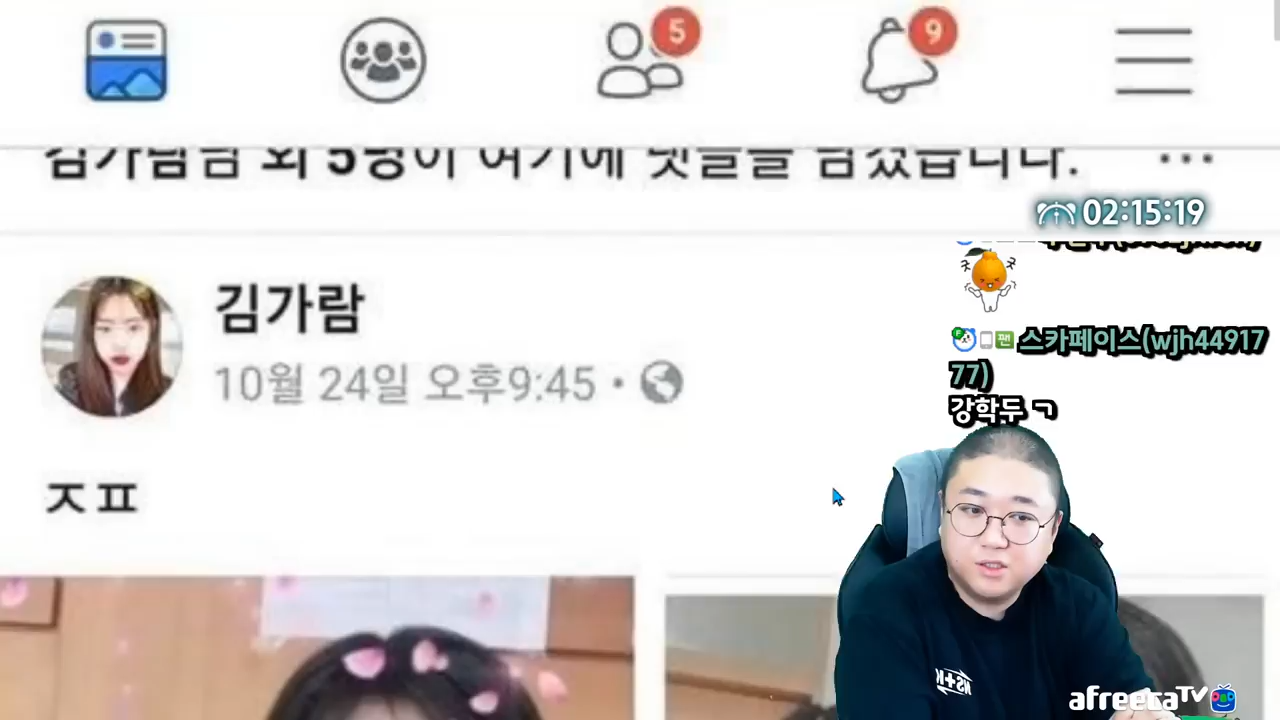 5
9
김가람님 외 5명이 여기에 댓글을 남겼습니다.
02:15:19
김가람
10월 24일 오후9:45
ㅈㅍ
스카페이스(wjh44917
77)
강학두 ㄱ
afreecaTV